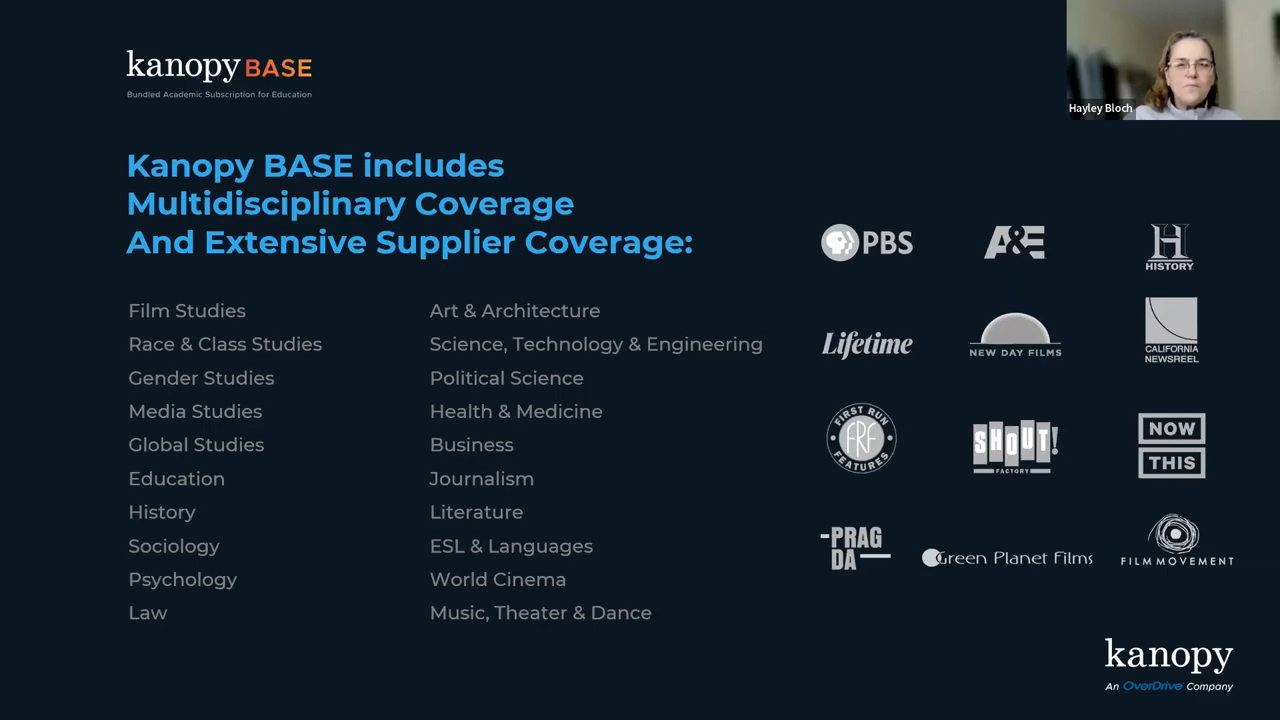 kanopy BASE
Bundled Academic Subscription for Education
Hayley Bloch
Kanopy BASE includes
Multidisciplinary Coverage
And Extensive Supplier Coverage:
Film Studies
Race & Class Studies
Gender Studies
Media Studies
Global Studies
Education
History
Sociology
Psychology
Law
Art & Architecture
Science, Technology & Engineering
Political Science
Health & Medicine
Business
Journalism
Literature
ESL & Languages
World Cinema
Music, Theater & Dance
PBS
A&E
H
HISTORY
Lifetime
NEW DAY FILMS
CALIFORNIA
NEWSREEL
FIRST RUN
FRF
FEATURES
SHOUT!
FACTORY
NOW
THIS
PRAG
DA
Green Planet Films
FILM MOVEMENT
kanopy
An OverDrive Company